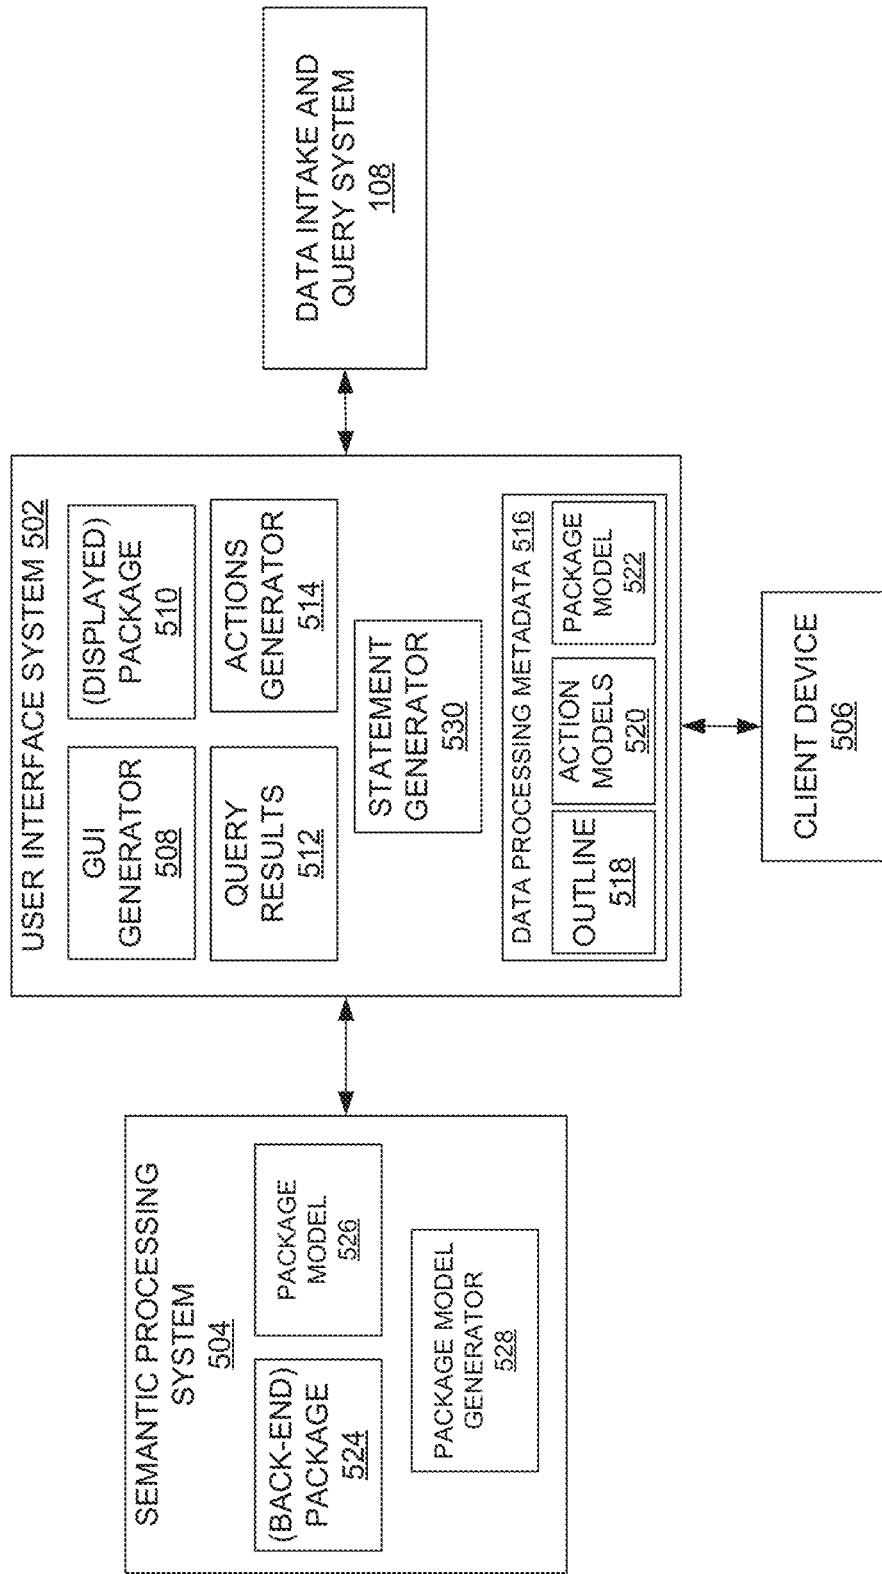 SEMANTIC PROCESSING
SYSTEM
504
(BACK-END)
PACKAGE
524
PACKAGE
MODEL
526
PACKAGE MODEL
GENERATOR
528
USER INTERFACE SYSTEM 502
GUI
GENERATOR
508
(DISPLAYED)
PACKAGE
510
QUERY
RESULTS
512
ACTIONS
GENERATOR
514
STATEMENT
GENERATOR
530
DATA PROCESSING METADATA 516
OUTLINE
518
ACTION
MODELS
520
PACKAGE
MODEL
522
DATA INTAKE AND
QUERY SYSTEM
108
CLIENT DEVICE
506